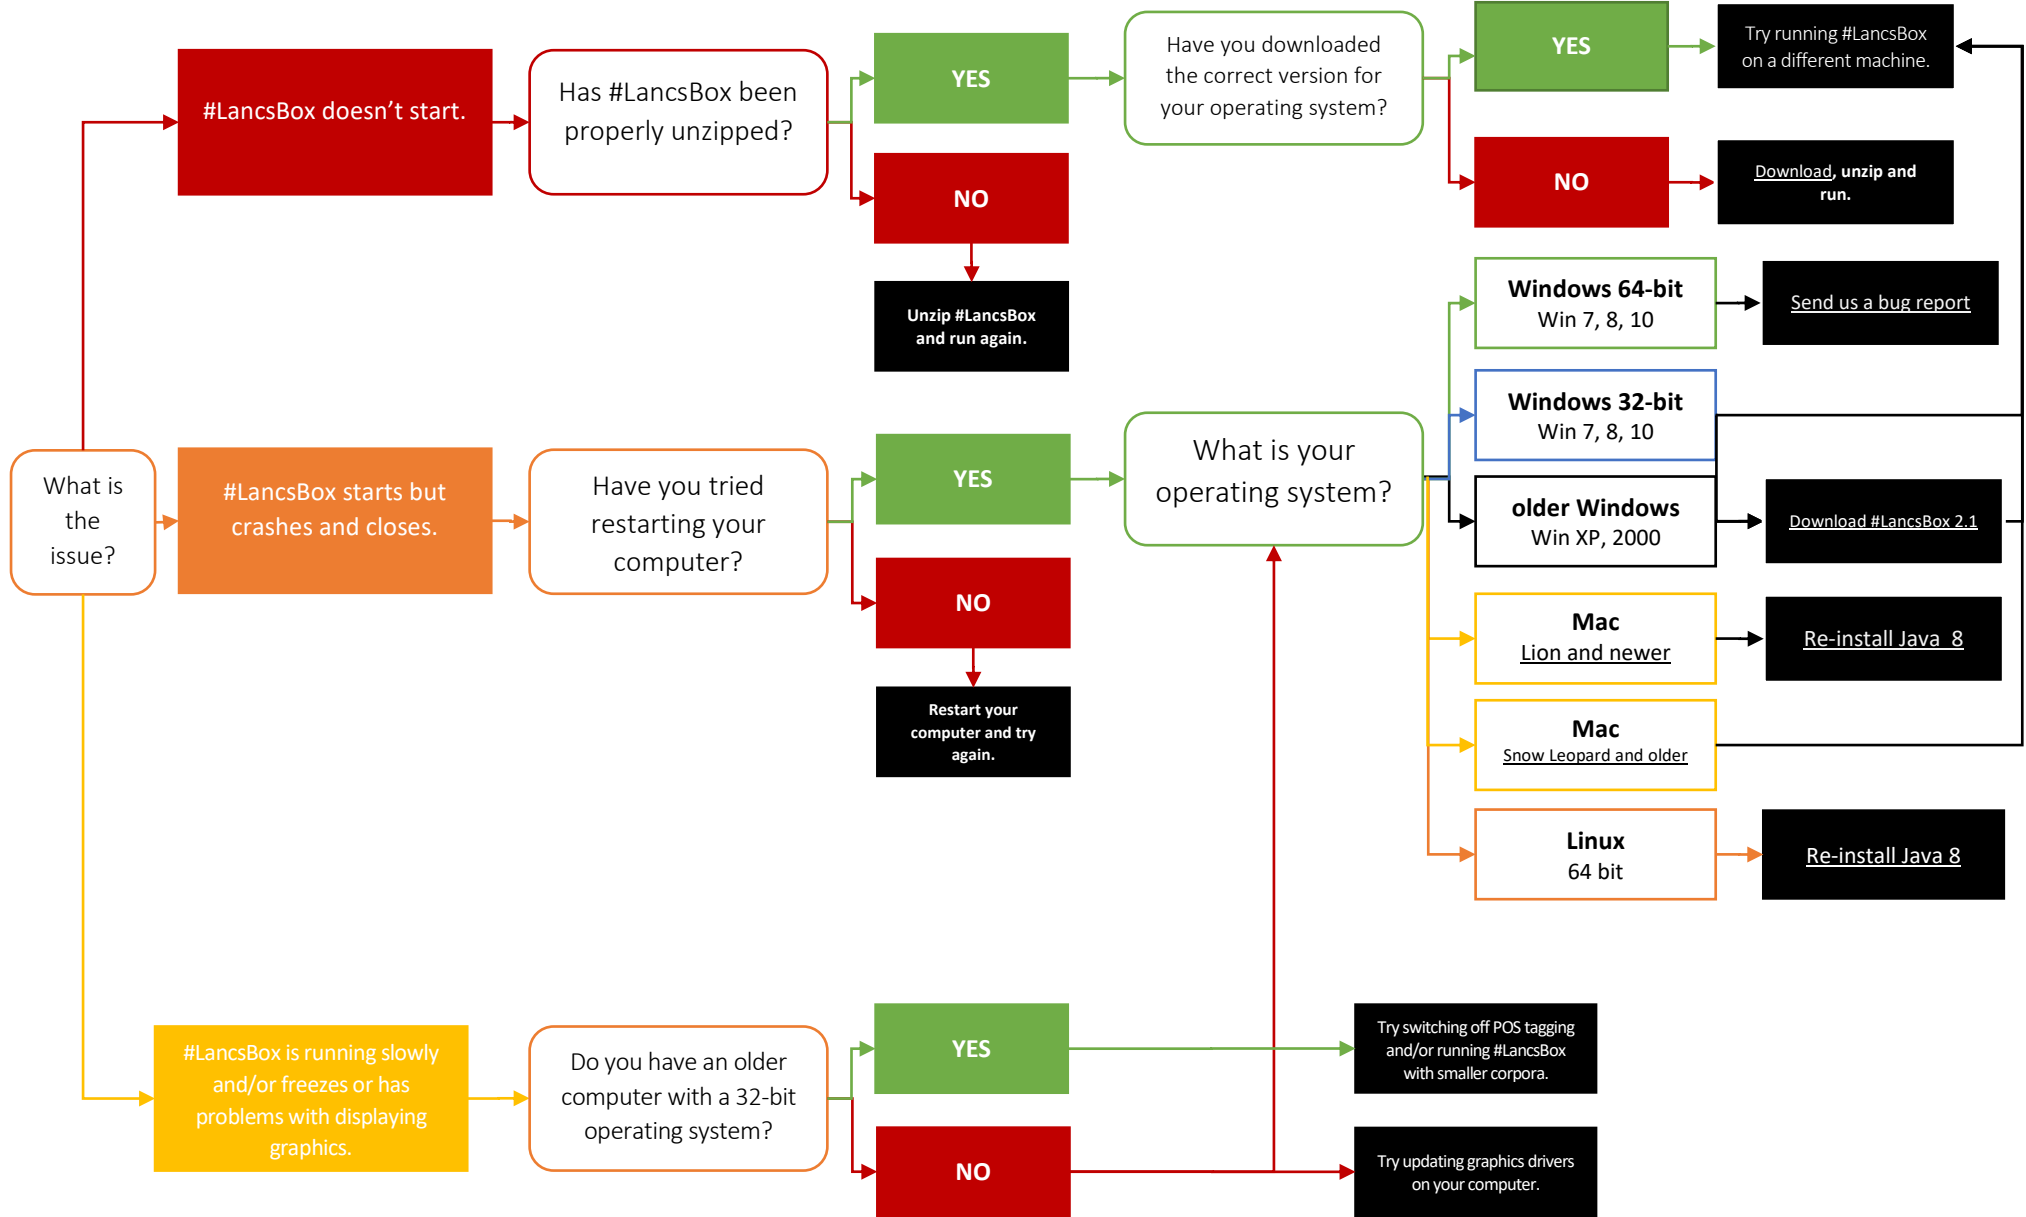 What is
the
issue?
#LancsBox doesn't start.
Has #LancsBox been
properly unzipped?
YES
NO
Unzip #LancsBox
and run again.
Have you downloaded
the correct version for
your operating system?
YES
Try running #LancsBox
on a different machine.
NO
Download, unzip and
run.
#LancsBox starts but
crashes and closes.
Have you tried
restarting your
computer?
YES
NO
Restart your
computer and try
again.
What is your
operating system?
Windows 64-bit
Win 7, 8, 10
Send us a bug report
Windows 32-bit
Win 7, 8, 10
older Windows
Win XP, 2000
Download #LancsBox 2.1
Mac
Lion and newer
Re-install Java  8
Mac
Snow Leopard and older
Linux
64 bit
Re-install Java 8
#LancsBox is running slowly
and/or freezes or has
problems with displaying
graphics.
Do you have an older
computer with a 32-bit
operating system?
YES
Try switching off POS tagging
and/or running #LancsBox
with smaller corpora.
NO
Try updating graphics drivers
on your computer.